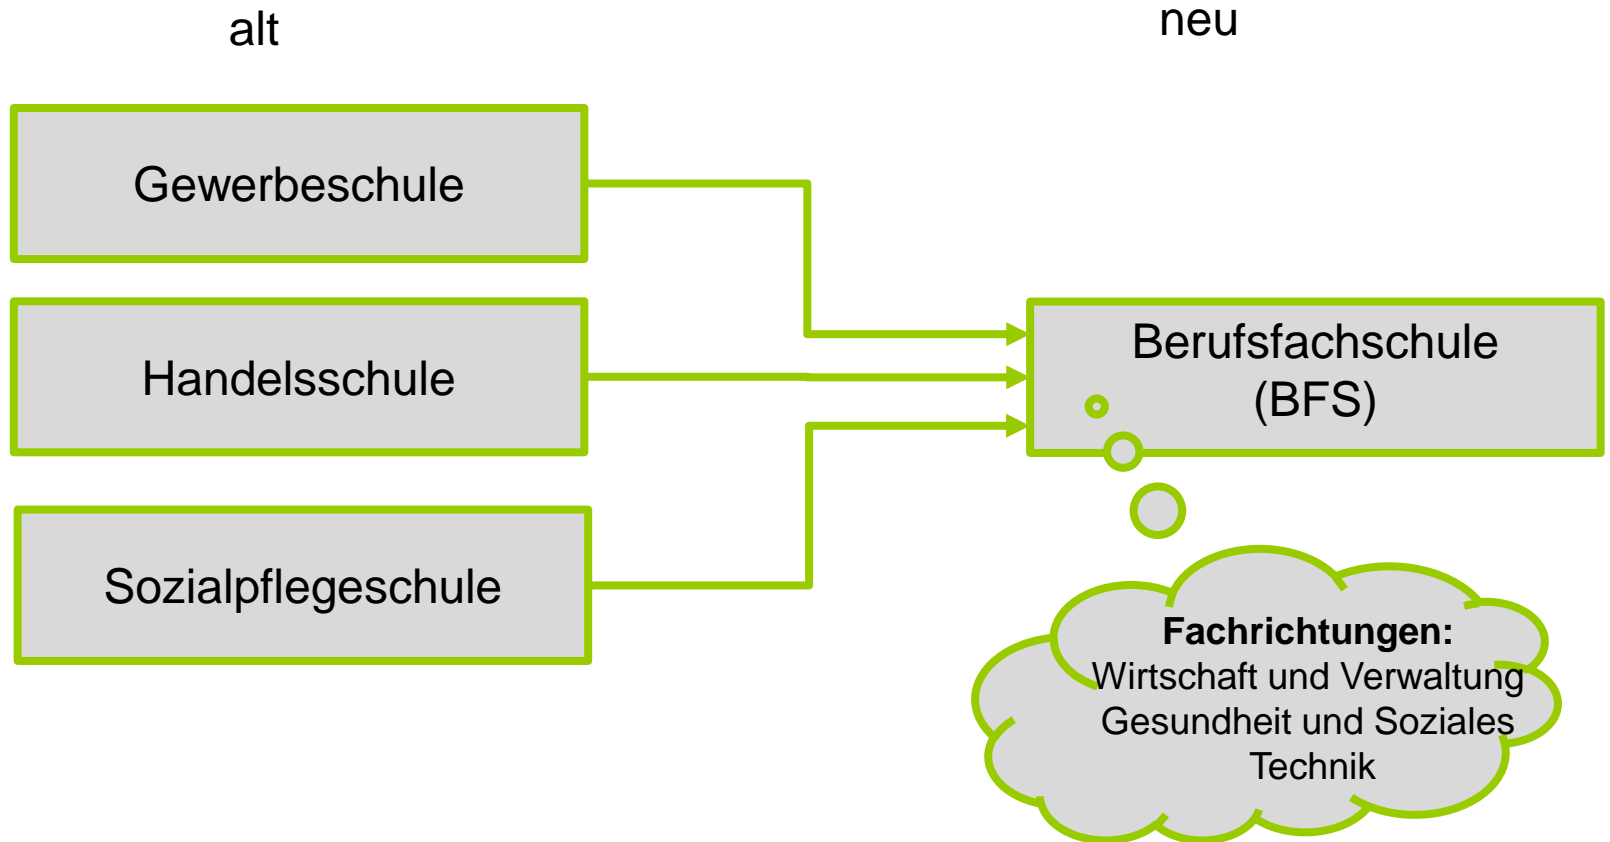 alt
neu
Gewerbeschule
Handelsschule
Sozialpflegeschule
Berufsfachschule
(BFS)
Fachrichtungen:
Wirtschaft und Verwaltung
Gesundheit und Soziales
Technik